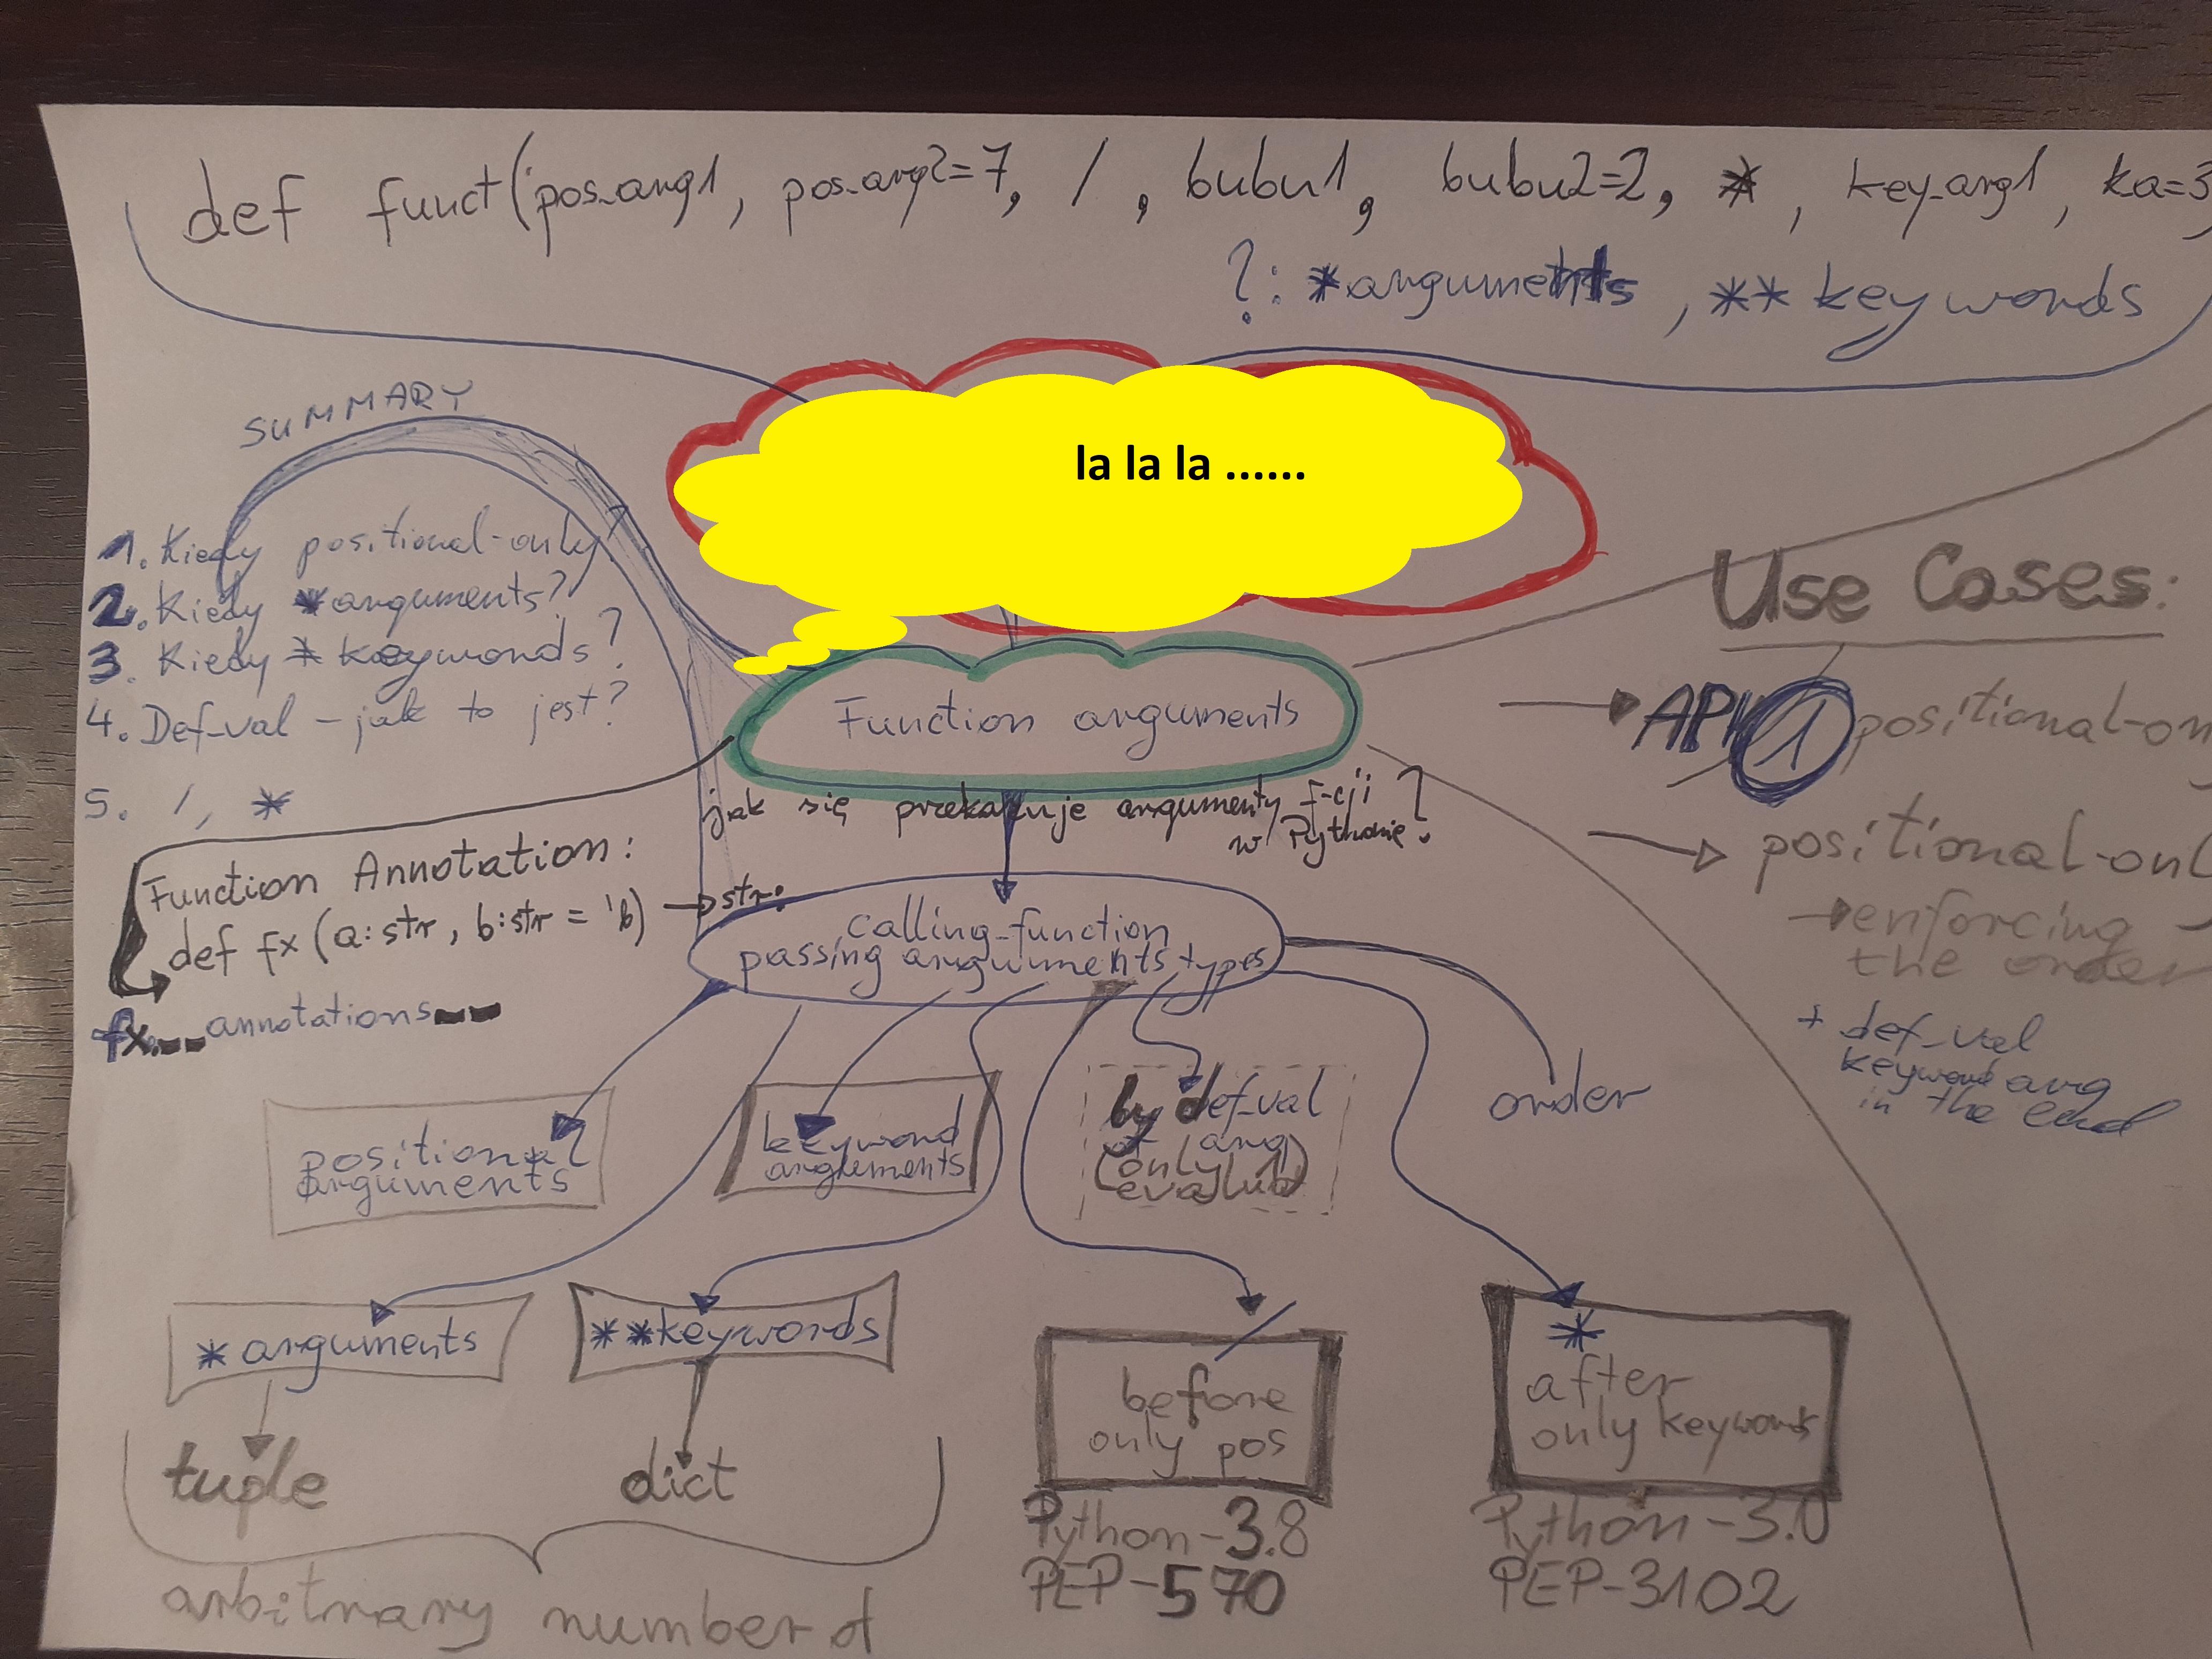 def funct(pos_arg1, pos_arg2=7, /, bubu1, bubu2=2, *, key_arg1, ka=3
?: *arguments, **keywords
la la la ......
SUMMARY
1. Kiedy positional-only?
2. Kiedy *arguments?
3. Kiedy * keywords?
4. Def_val - jak to jest?
5. /, *
Function arguments
jak się przekazuje argumenty f-cji
w Pythonie?
Function Annotation:
def fx (a:str, b:str = 'b') → str:
fx.__annotations__
calling-function
passing arguments types
positional
arguments
keyword
arguments
by def_val
of (arg)
(only 1
evalu
order
*arguments
**keywords
tuple
dict
arbitrary number of
/
before
only pos
Python-3.8
PEP-570
*
after
only keyword
Python-3.0
PEP-3102
Use Cases:
→ API 1 positional-on
→ positional-onl
→ enforcing
the order
+ def_val
keyword arg
in the end